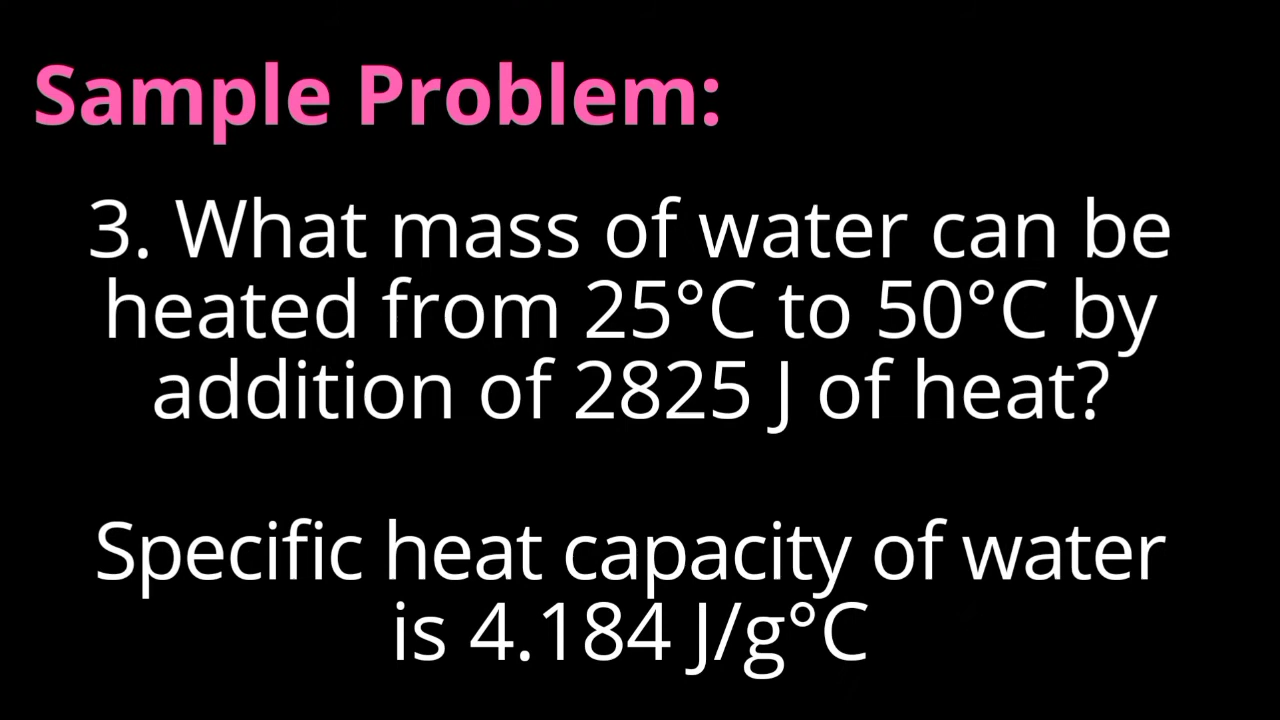 Sample Problem:
3. What mass of water can be
heated from 25°C to 50°C by
addition of 2825 J of heat?
Specific heat capacity of water
is 4.184 J/g°C